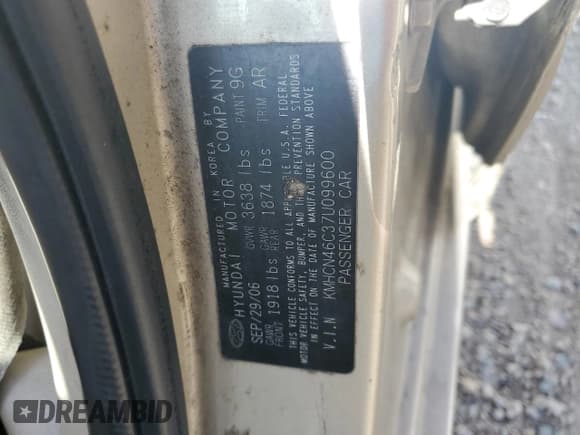 MANUFACTURED IN KOREA BY
HYUNDAI MOTOR COMPANY
SEP/29/06 GVWR 3638 lbs PAINT 9G
GAWR FRONT 1918 lbs GAWR REAR 1874 lbs TRIM AR
THIS VEHICLE CONFORMS TO ALL APPLICABLE U.S.A. FEDERAL
MOTOR VEHICLE SAFETY, BUMPER, AND THEFT PREVENTION STANDARDS
IN EFFECT ON THE DATE OF MANUFACTURE SHOWN ABOVE
V.I.N KMHCN46C37U099600
PASSENGER CAR
DREAMBID